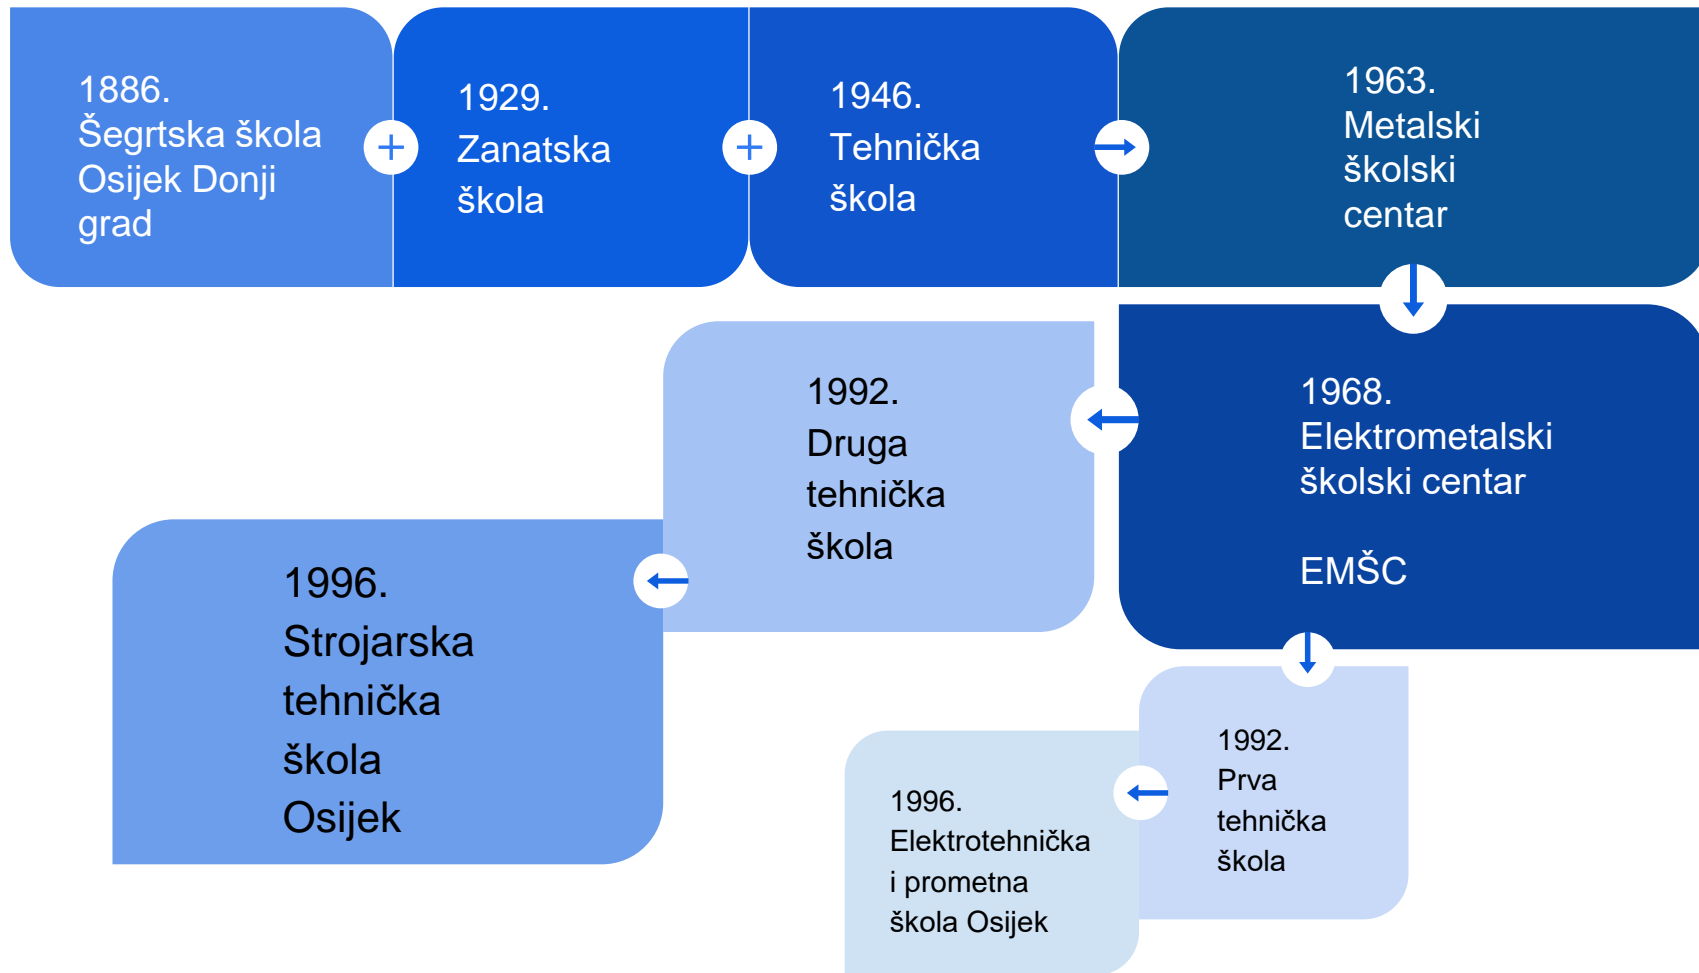 1886.
Šegrtska škola
Osijek Donji
grad
1929.
Zanatska
škola
1946.
Tehnička
škola
1963.
Metalski
školski
centar
1968.
Elektrometalski
školski centar
EMŠC
1992.
Druga
tehnička
škola
1996.
Strojarska
tehnička
škola
Osijek
1992.
Prva
tehnička
škola
1996.
Elektrotehnička
i prometna
škola Osijek